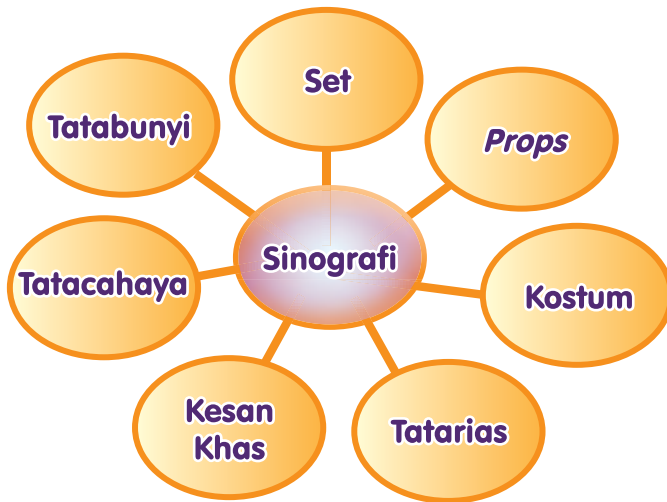 Set
Tatabunyi
Props
Sinografi
Tatacahaya
Kostum
Kesan
Khas
Tatarias